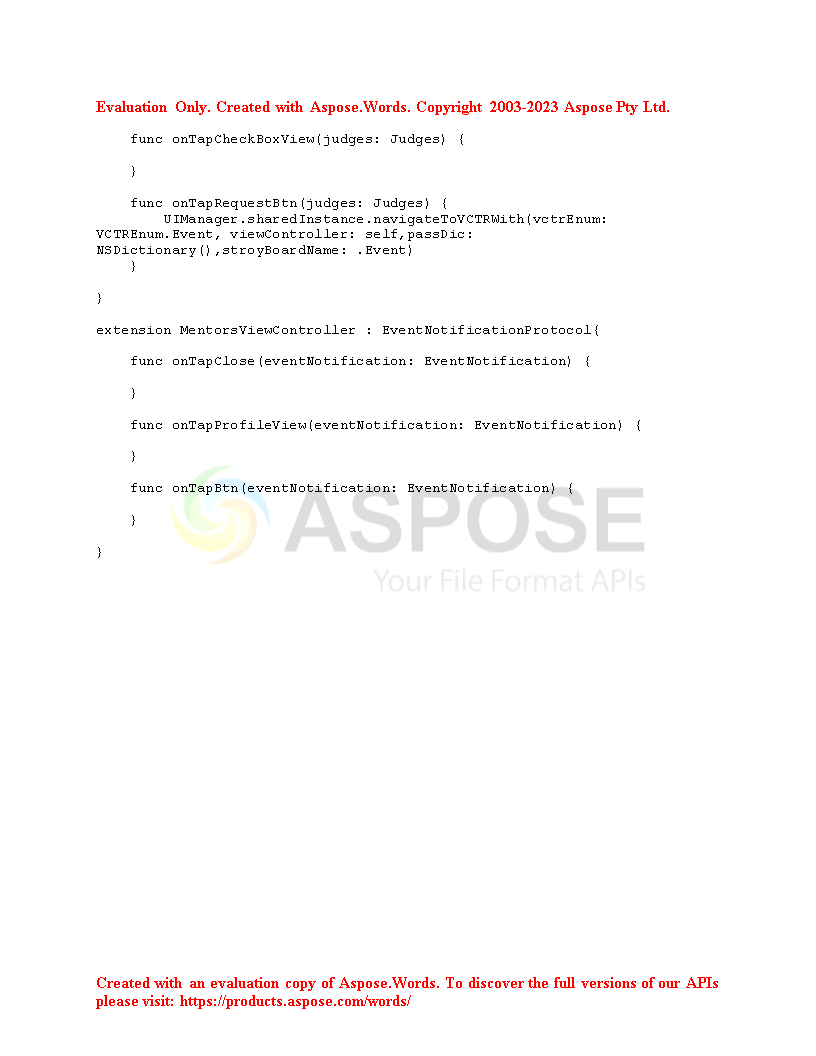 Evaluation Only. Created with Aspose.Words. Copyright 2003-2023 Aspose Pty Ltd.
    func onTapCheckBoxView(judges: Judges) {
    }
    func onTapRequestBtn(judges: Judges) {
        UIManager.sharedInstance.navigateToVCTRWith(vctrEnum:
VCTREnum.Event, viewController: self,passDic:
NSDictionary(),stroyBoardName: .Event)
    }
}
extension MentorsViewController : EventNotificationProtocol{
    func onTapClose(eventNotification: EventNotification) {
    }
    func onTapProfileView(eventNotification: EventNotification) {
    }
    func onTapBtn(eventNotification: EventNotification) {
    }
ASPOSE
}
Your File Format APIs
Created with an evaluation copy of Aspose.Words. To discover the full versions of our APIs
please visit: https://products.aspose.com/words/